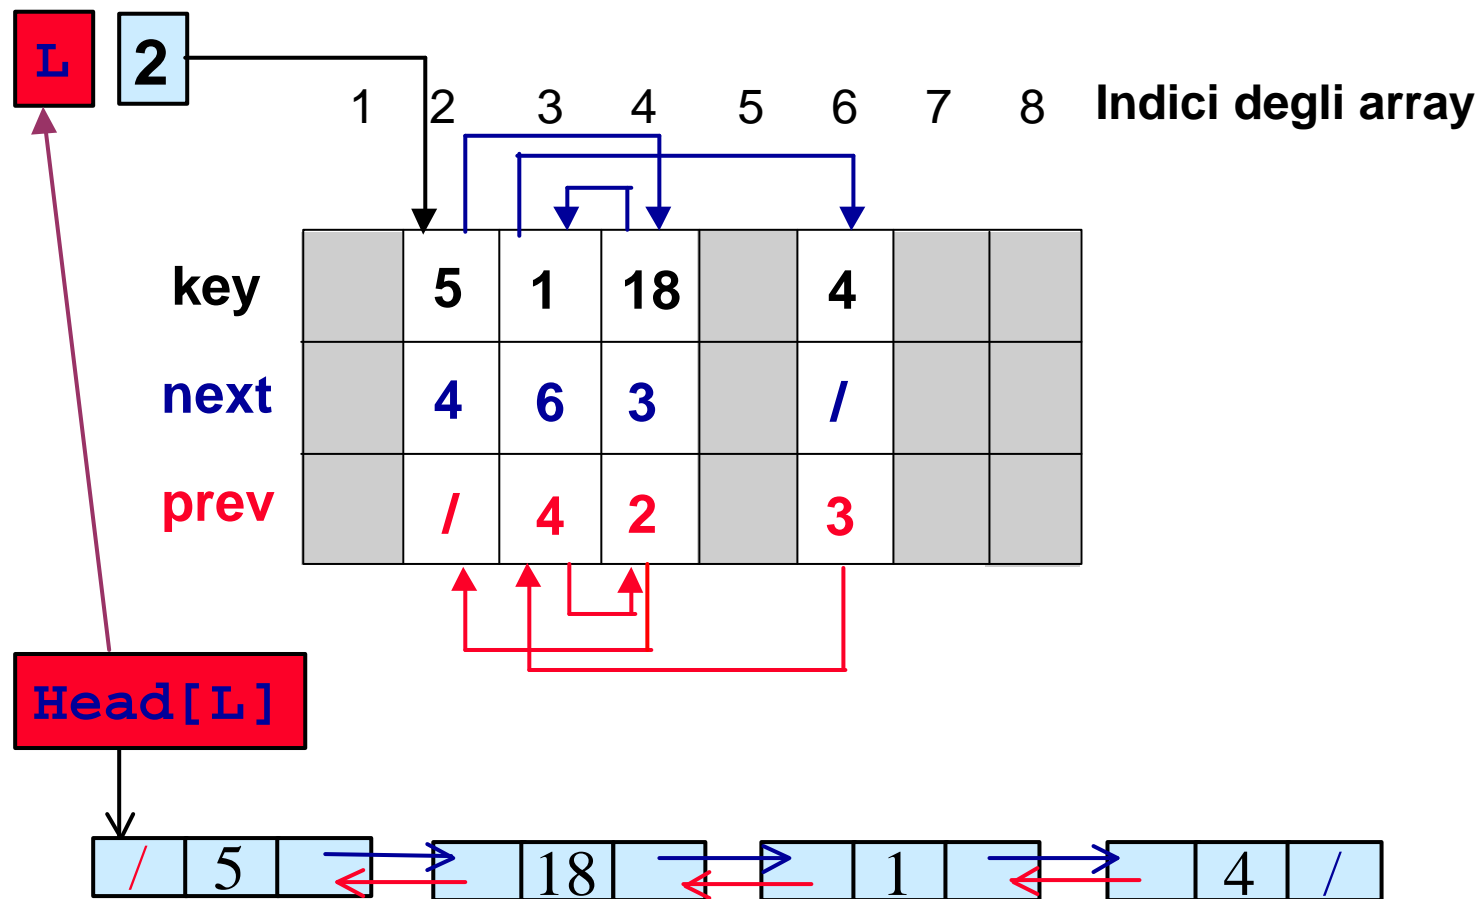 L 2
1 2 3 4 5 6 7 8 Indici degli array
key 5 1 18 4
next 4 6 3 /
prev / 4 2 3
Head[L]
/ 5 18 1 4 /